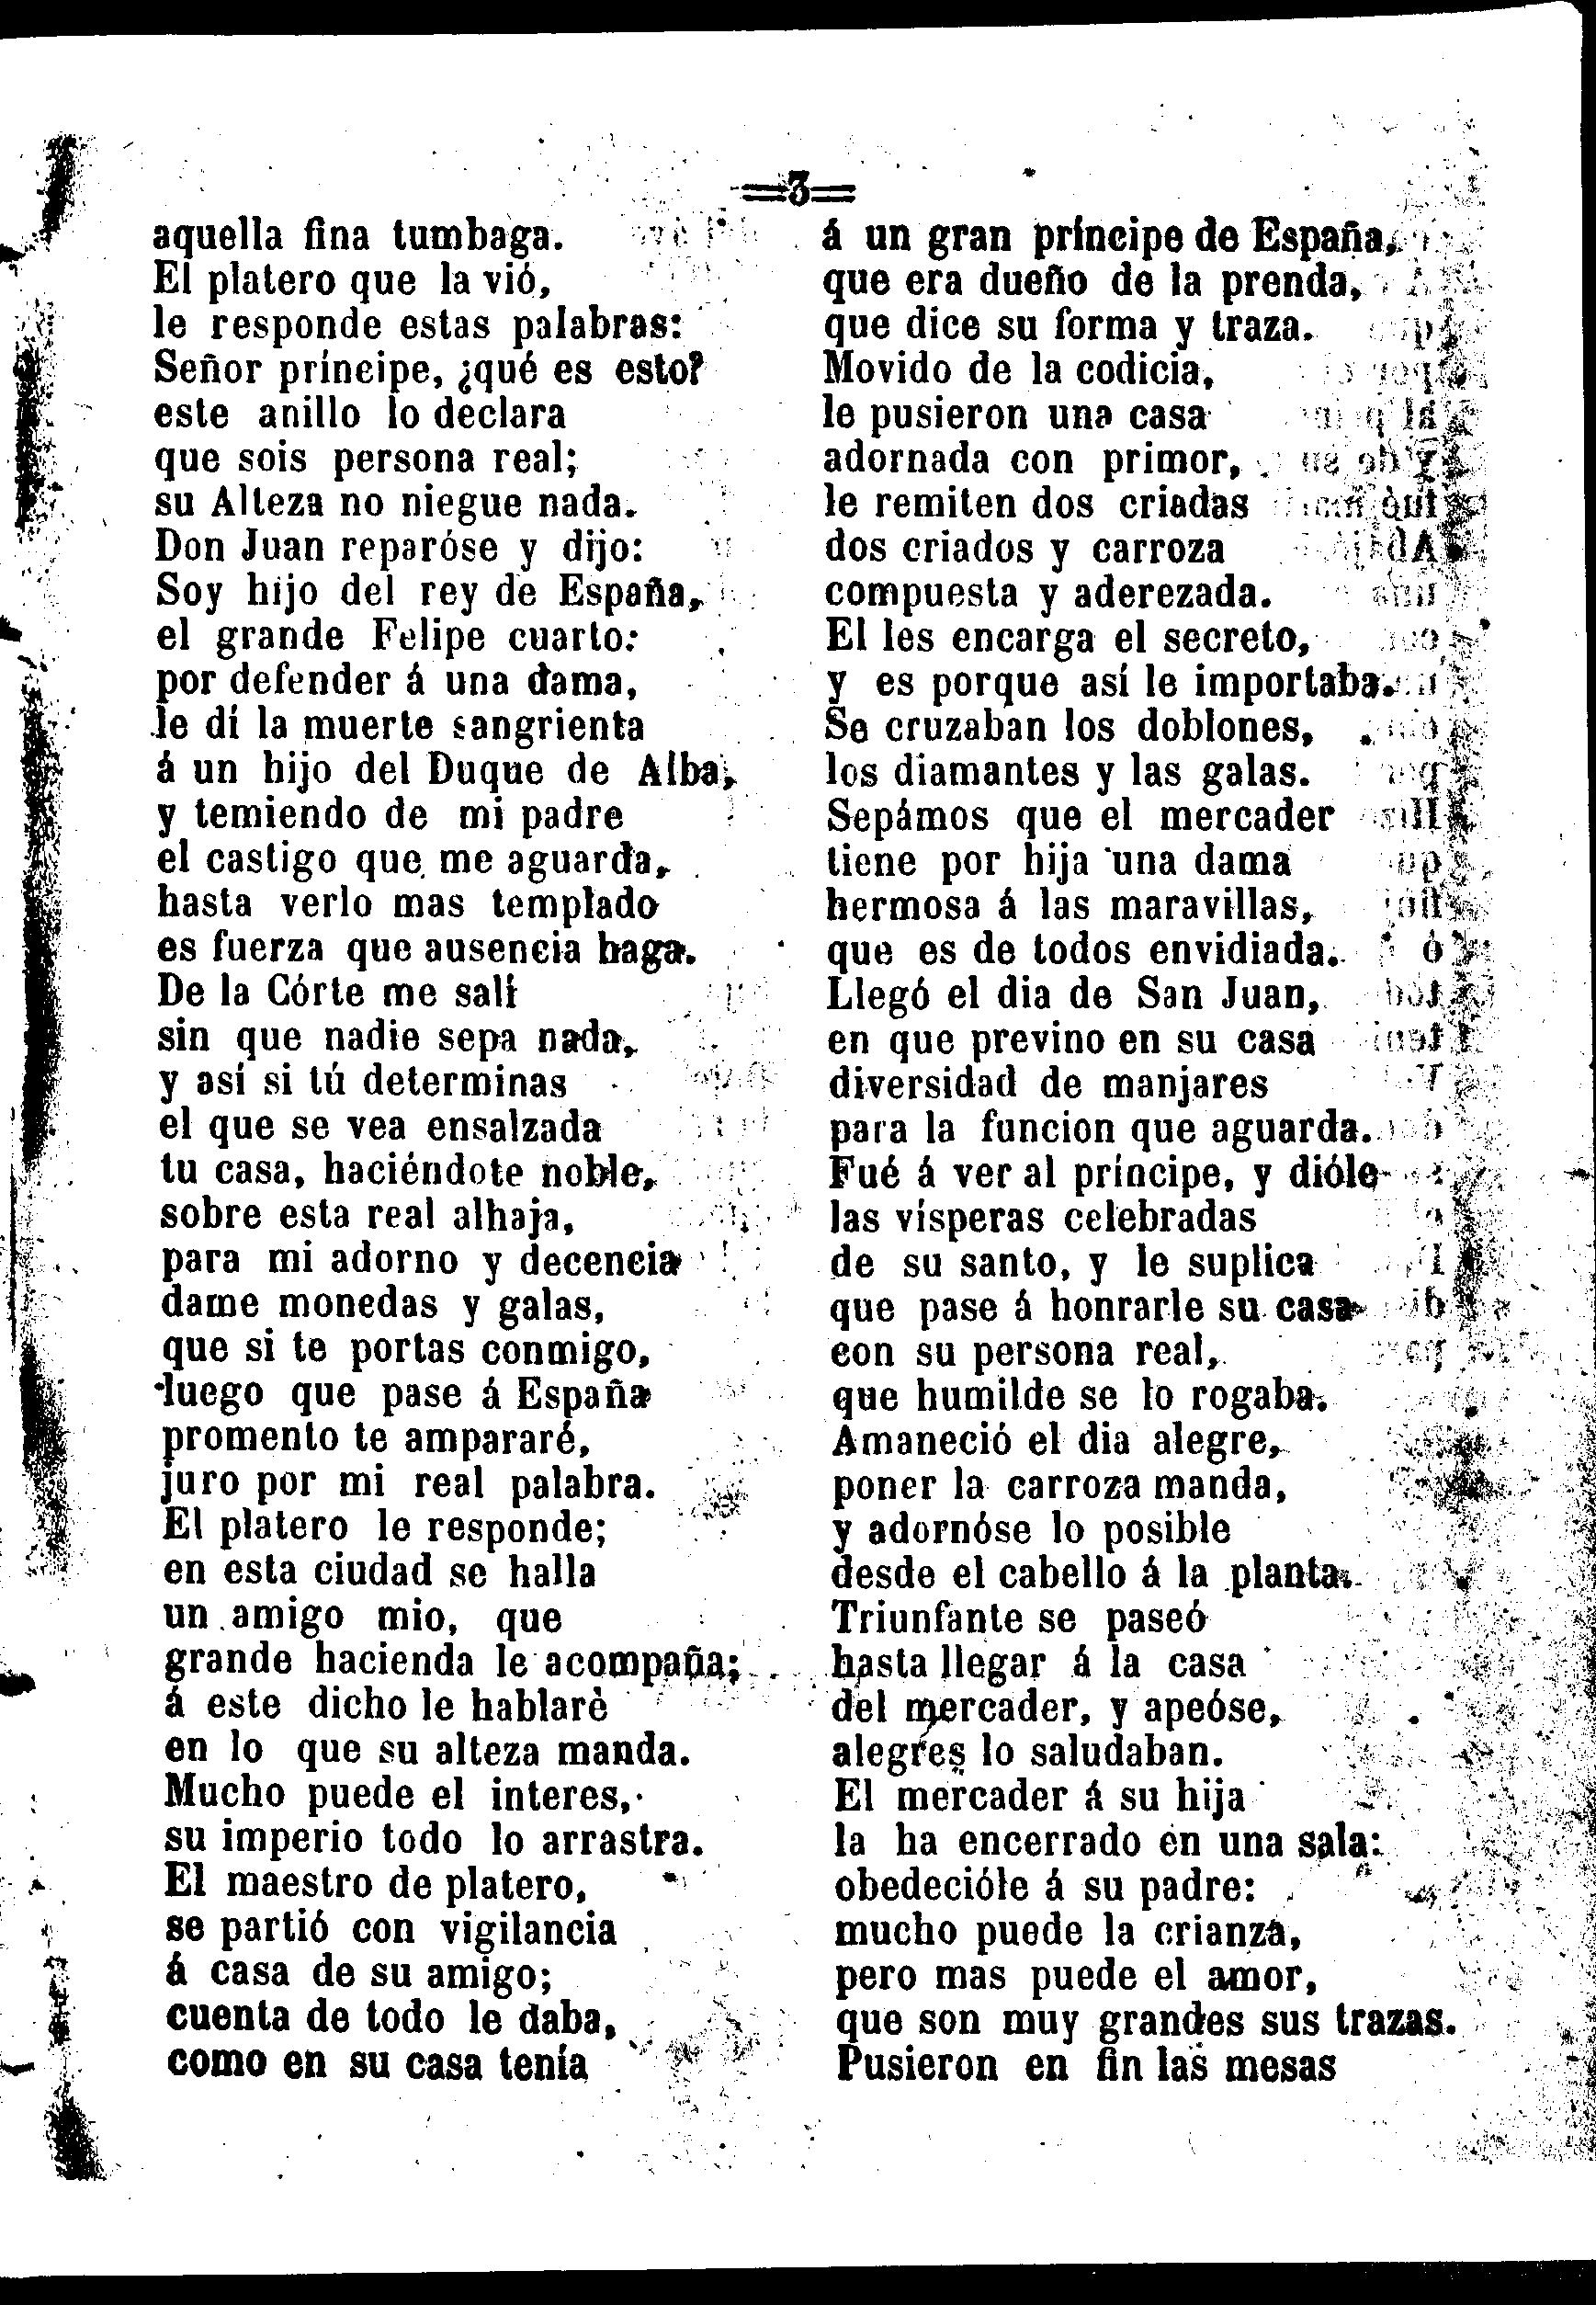 =3=
aquella fina tumbaga.
El platero que la vió,
le responde estas palabras:
Señor príncipe, ¿qué es esto?
este anillo lo declara
que sois persona real;
su Alteza no niegue nada.
Don Juan reparóse y dijo:
Soy hijo del rey de España,
el grande Felipe cuarto:
por defender á una dama,
le dí la muerte sangrienta
á un hijo del Duque de Alba,
y temiendo de mi padre
el castigo que me aguarda,
hasta verlo mas templado
es fuerza que ausencia haga.
De la Córte me salí
sin que nadie sepa nada,
y así si tú determinas
el que se vea ensalzada
tu casa, haciéndote noble,
sobre esta real alhaja,
para mi adorno y decencia
dame monedas y galas,
que si te portas conmigo,
luego que pase á España
promento te ampararé,
juro por mi real palabra.
El platero le responde;
en esta ciudad se halla
un amigo mio, que
grande hacienda le acompaña;
á este dicho le hablarè
en lo que su alteza manda.
Mucho puede el interes,
su imperio todo lo arrastra.
El maestro de platero,
se partió con vigilancia
á casa de su amigo;
cuenta de todo le daba,
como en su casa tenía
á un gran príncipe de España,
que era dueño de la prenda,
que dice su forma y traza.
Movido de la codicia,
le pusieron una casa
adornada con primor,
le remiten dos criadas
dos criados y carroza
compuesta y aderezada.
El les encarga el secreto,
y es porque así le importaba.
Se cruzaban los doblones,
los diamantes y las galas.
Sepámos que el mercader
tiene por hija una dama
hermosa á las maravillas,
que es de todos envidiada.
Llegó el dia de San Juan,
en que previno en su casa
diversidad de manjares
para la funcion que aguarda.
Fué á ver al príncipe, y dióle
las vísperas celebradas
de su santo, y le suplica
que pase á honrarle su casa
con su persona real,
que humilde se lo rogaba.
Amaneció el dia alegre,
poner la carroza manda,
y adornóse lo posible
desde el cabello á la planta.
Triunfante se paseó
hasta llegar á la casa
del mercader, y apeóse,
alegres lo saludaban.
El mercader á su hija
la ha encerrado en una sala:
obedecióle á su padre:
mucho puede la crianza,
pero mas puede el amor,
que son muy grandes sus trazas.
Pusieron en fin las mesas